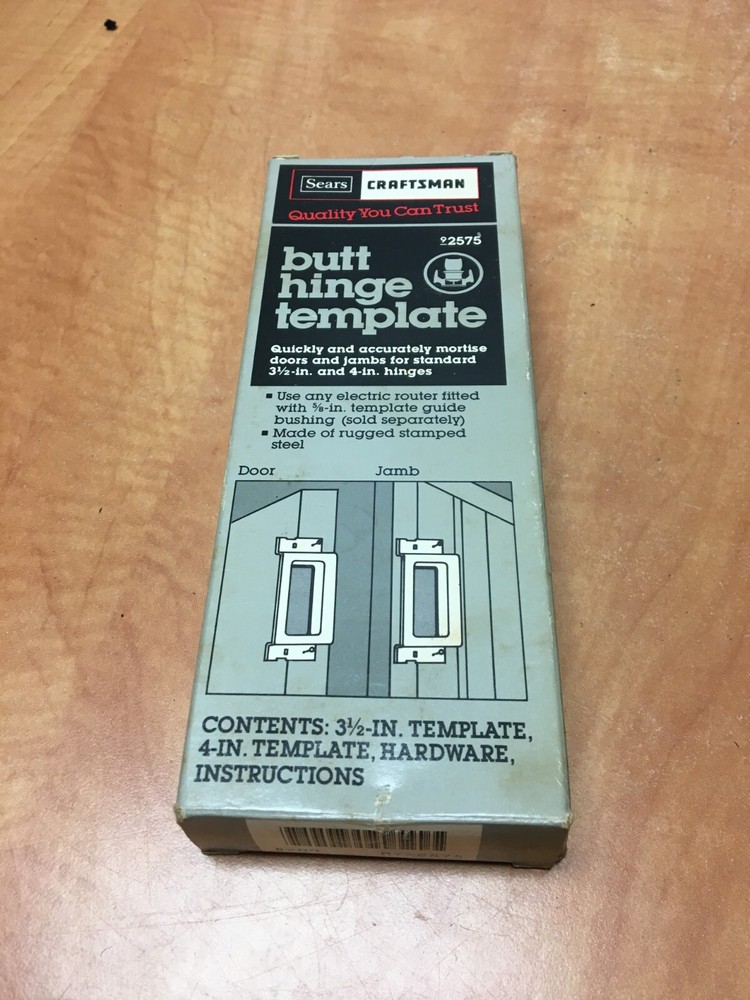 Sears CRAFTSMAN
Quality You Can Trust
92575
butt
hinge
template
Quickly and accurately mortise
doors and jambs for standard
3½-in. and 4-in. hinges
▪ Use any electric router fitted
with ⅝-in. template guide
bushing (sold separately)
▪ Made of rugged stamped
steel
Door Jamb
CONTENTS: 3½-IN. TEMPLATE,
4-IN. TEMPLATE, HARDWARE,
INSTRUCTIONS